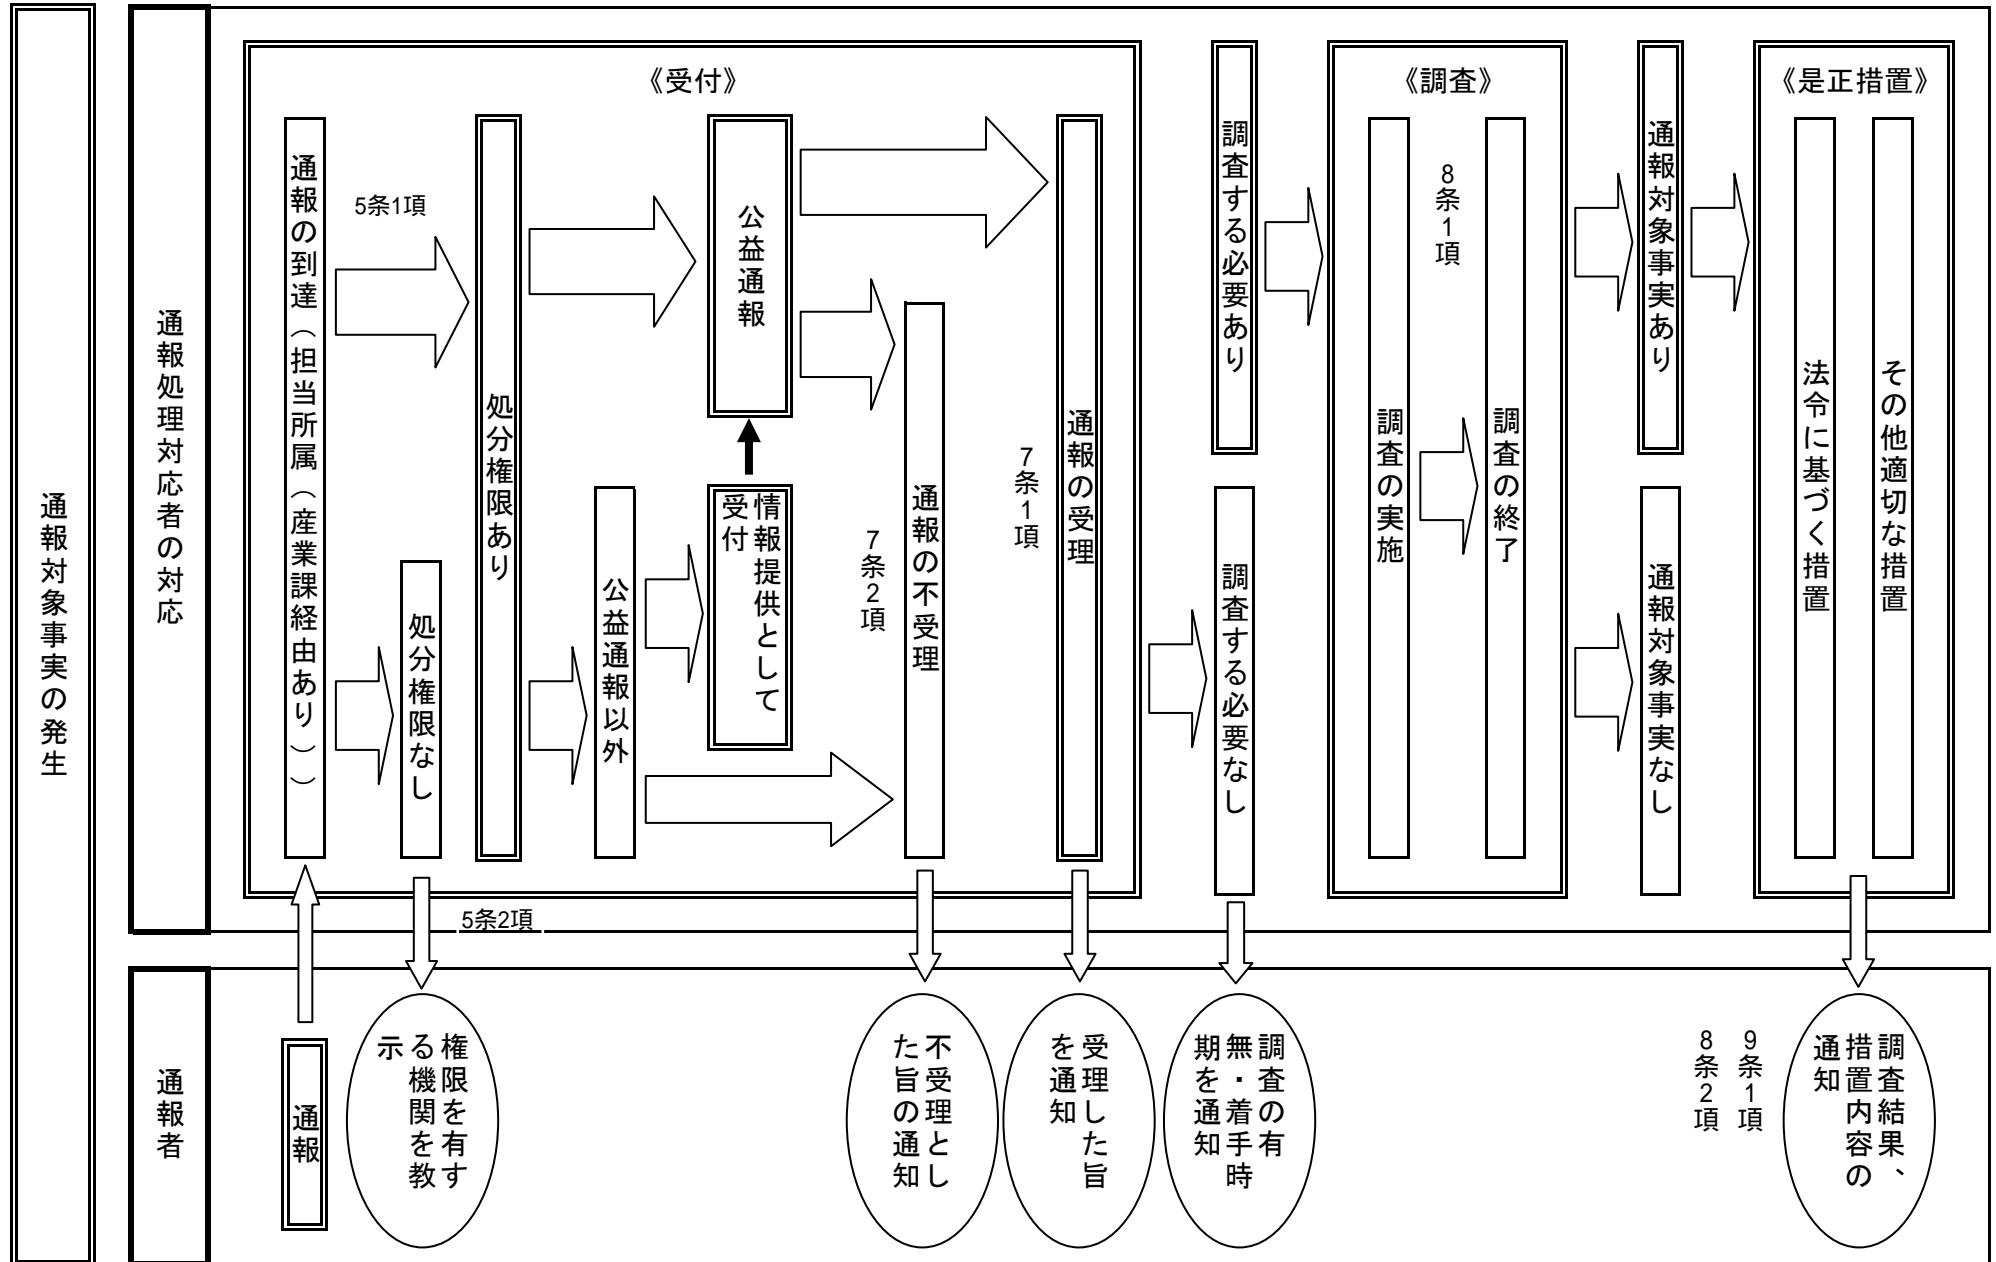 通報対象事実の発生
通報処理対応者の対応
《受付》
通報の到達（担当所属（産業課経由あり））
5条1項
処分権限なし
処分権限あり
公益通報以外
公益通報
情報提供として
受付
7条2項
通報の不受理
7条1項
通報の受理
調査する必要あり
調査する必要なし
《調査》
調査の実施
8条1項
調査の終了
通報対象事実あり
通報対象事実なし
《是正措置》
法令に基づく措置
その他適切な措置
5条2項
通報者
通報
権限を有す
る機関を教
示
不受理とし
た旨の通知
受理した旨
を通知
調査の有
無・着手時
期を通知
8条2項
9条1項
調査結果、
措置内容の
通知